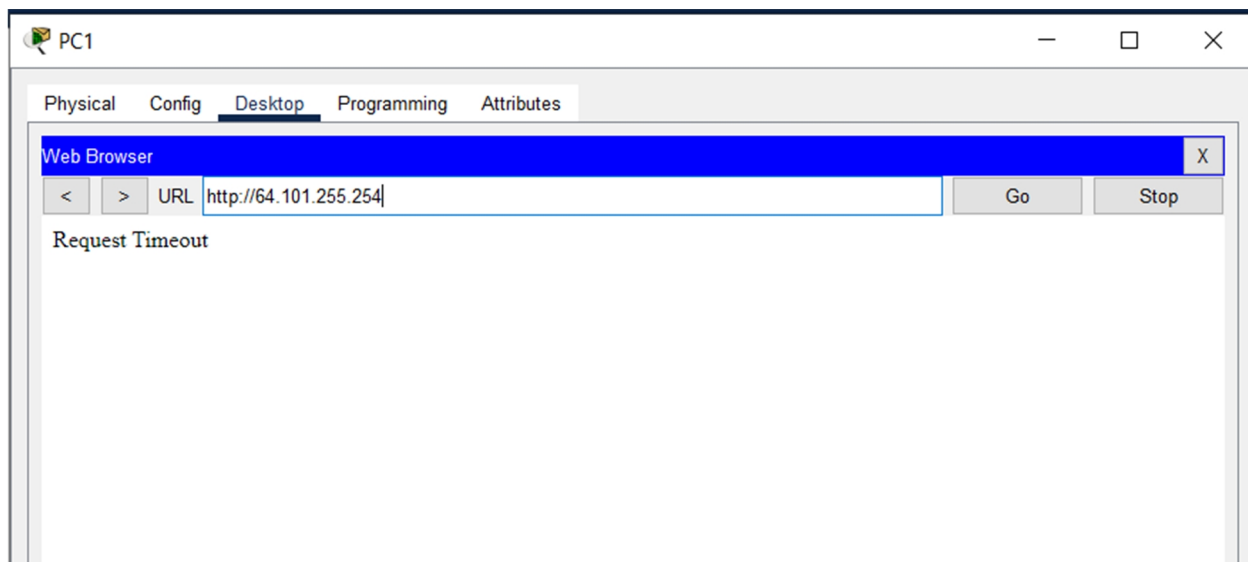 PC1
Physical Config Desktop Programming Attributes
Web Browser X
< > URL http://64.101.255.254 Go Stop
Request Timeout